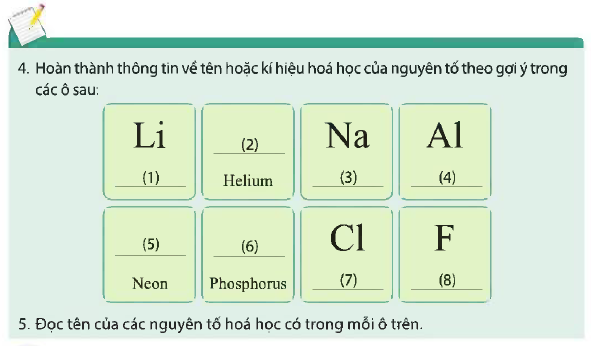 4. Hoàn thành thông tin về tên hoặc kí hiệu hoá học của nguyên tố theo gợi ý trong
các ô sau:
Li (2) Na Al
(1) Helium (3) (4)
(5) (6) Cl F
Neon Phosphorus (7) (8)
5. Đọc tên của các nguyên tố hoá học có trong mỗi ô trên.